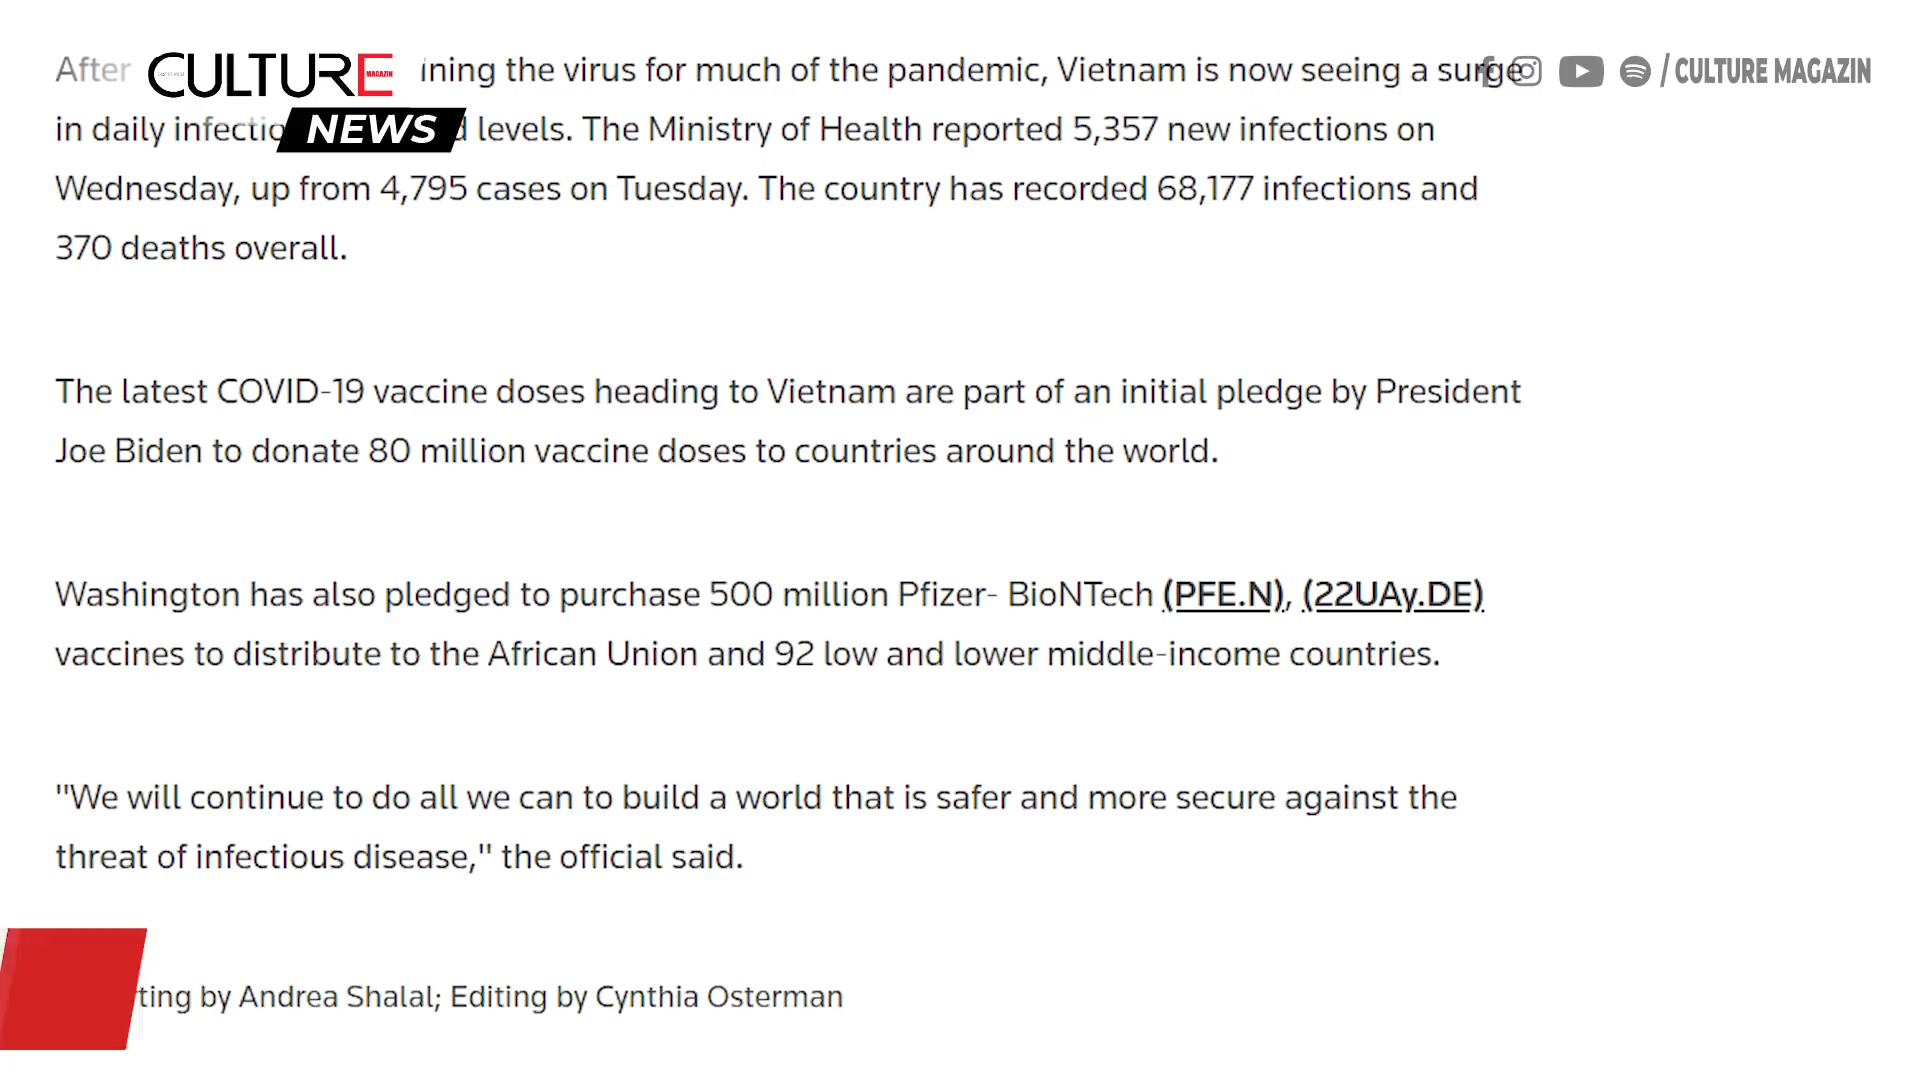 After ining the virus for much of the pandemic, Vietnam is now seeing a surge
CULTURE
MAGAZIN
/ CULTURE MAGAZIN
in daily infectio levels. The Ministry of Health reported 5,357 new infections on
NEWS
Wednesday, up from 4,795 cases on Tuesday. The country has recorded 68,177 infections and
370 deaths overall.
The latest COVID-19 vaccine doses heading to Vietnam are part of an initial pledge by President
Joe Biden to donate 80 million vaccine doses to countries around the world.
Washington has also pledged to purchase 500 million Pfizer- BioNTech (PFE.N), (22UAy.DE)
vaccines to distribute to the African Union and 92 low and lower middle-income countries.
"We will continue to do all we can to build a world that is safer and more secure against the
threat of infectious disease," the official said.
ting by Andrea Shalal; Editing by Cynthia Osterman